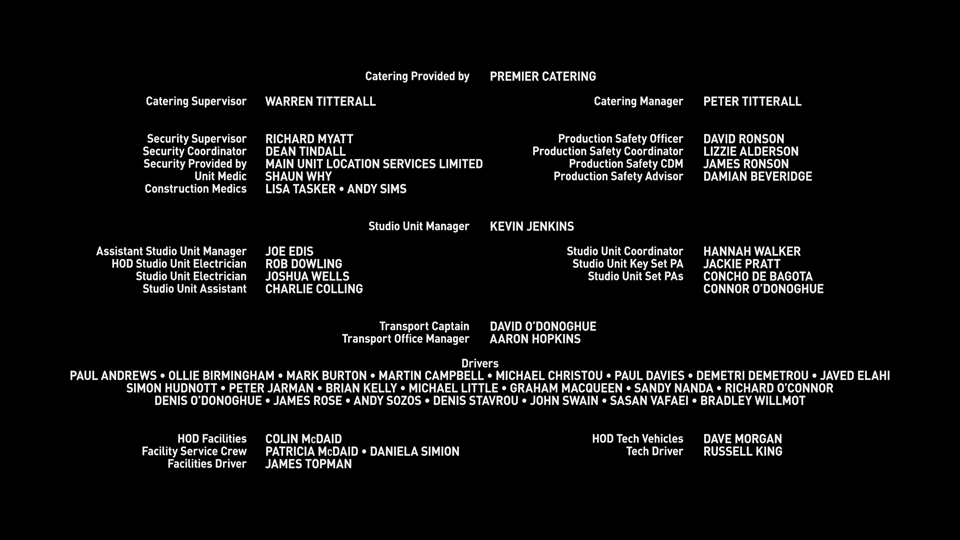 Catering Provided by PREMIER CATERING
Catering Supervisor WARREN TITTERALL
Catering Manager PETER TITTERALL
Security Supervisor RICHARD MYATT
Security Coordinator DEAN TINDALL
Security Provided by MAIN UNIT LOCATION SERVICES LIMITED
Unit Medic SHAUN WHY
Construction Medics LISA TASKER • ANDY SIMS
Production Safety Officer DAVID RONSON
Production Safety Coordinator LIZZIE ALDERSON
Production Safety CDM JAMES RONSON
Production Safety Advisor DAMIAN BEVERIDGE
Studio Unit Manager KEVIN JENKINS
Assistant Studio Unit Manager JOE EDIS
HOD Studio Unit Electrician ROB DOWLING
Studio Unit Electrician JOSHUA WELLS
Studio Unit Assistant CHARLIE COLLING
Studio Unit Coordinator HANNAH WALKER
Studio Unit Key Set PA JACKIE PRATT
Studio Unit Set PAs CONCHO DE BAGOTA
CONNOR O'DONOGHUE
Transport Captain DAVID O'DONOGHUE
Transport Office Manager AARON HOPKINS
Drivers
PAUL ANDREWS • OLLIE BIRMINGHAM • MARK BURTON • MARTIN CAMPBELL • MICHAEL CHRISTOU • PAUL DAVIES • DEMETRI DEMETROU • JAVED ELAHI
SIMON HUDNOTT • PETER JARMAN • BRIAN KELLY • MICHAEL LITTLE • GRAHAM MACQUEEN • SANDY NANDA • RICHARD O'CONNOR
DENIS O'DONOGHUE • JAMES ROSE • ANDY SOZOS • DENIS STAVROU • JOHN SWAIN • SASAN VAFAEI • BRADLEY WILLMOT
HOD Facilities COLIN McDAID
Facility Service Crew PATRICIA McDAID • DANIELA SIMION
Facilities Driver JAMES TOPMAN
HOD Tech Vehicles DAVE MORGAN
Tech Driver RUSSELL KING